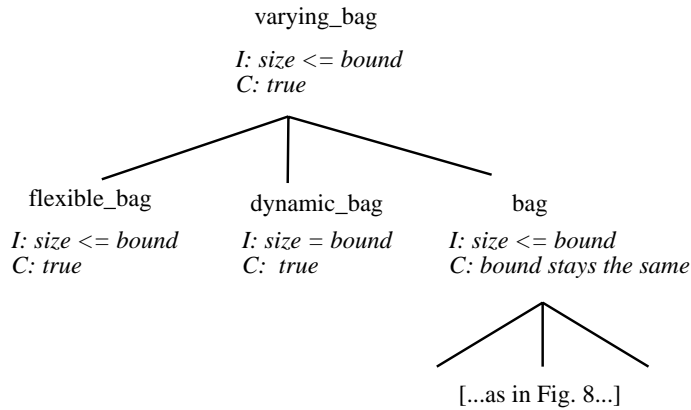 varying_bag
I: size <= bound
C: true
flexible_bag
I: size <= bound
C: true
dynamic_bag
I: size = bound
C: true
bag
I: size <= bound
C: bound stays the same
[...as in Fig. 8...]